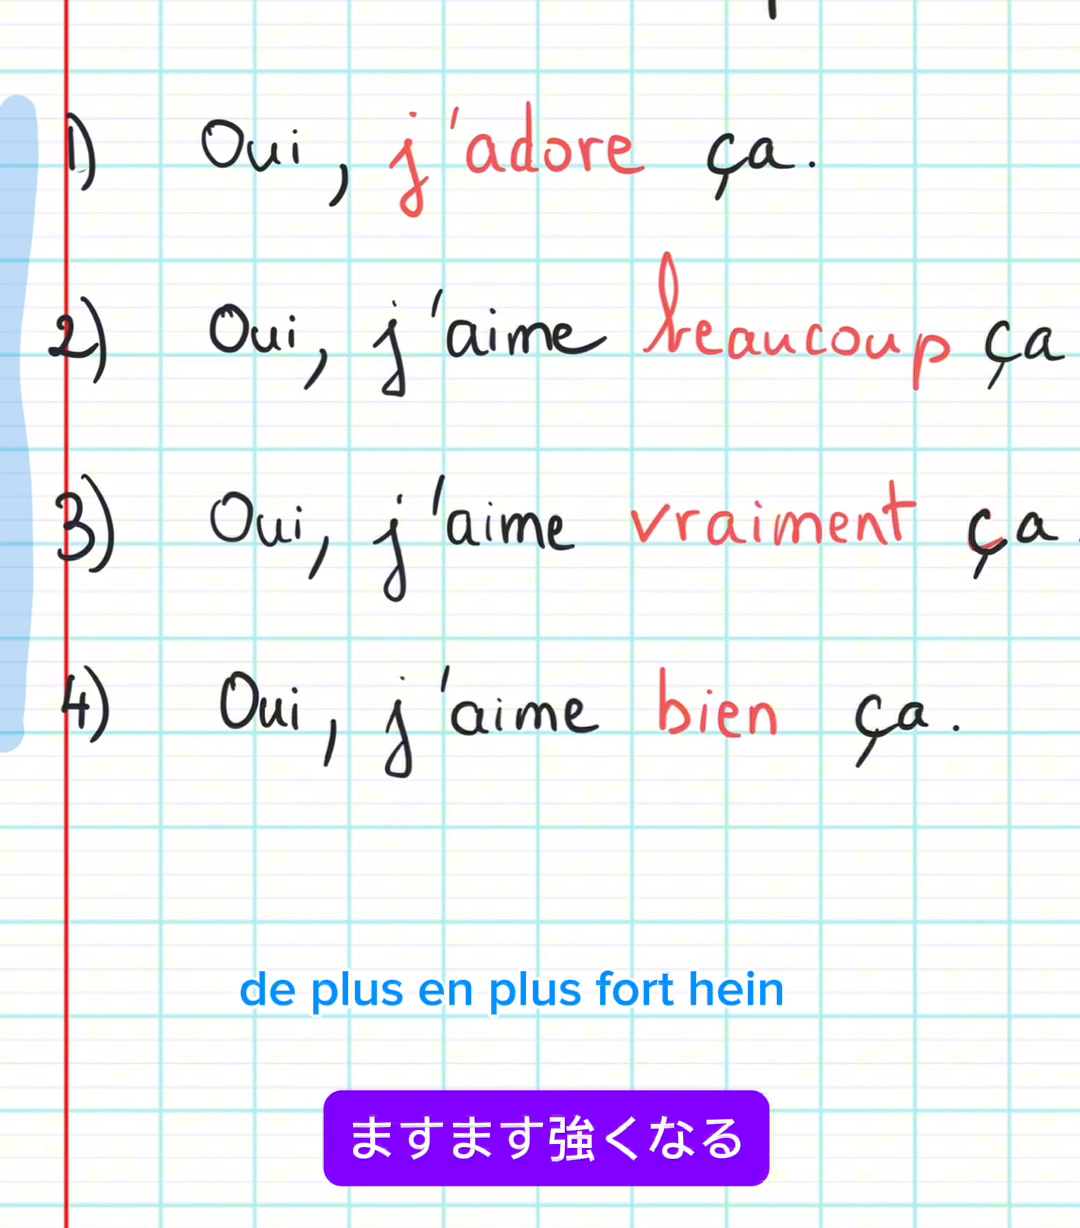 1) Oui, j'adore ça.
2) Oui, j'aime beaucoup ça
3) Oui, j'aime vraiment ça.
4) Oui, j'aime bien ça.
de plus en plus fort hein
ますます強くなる